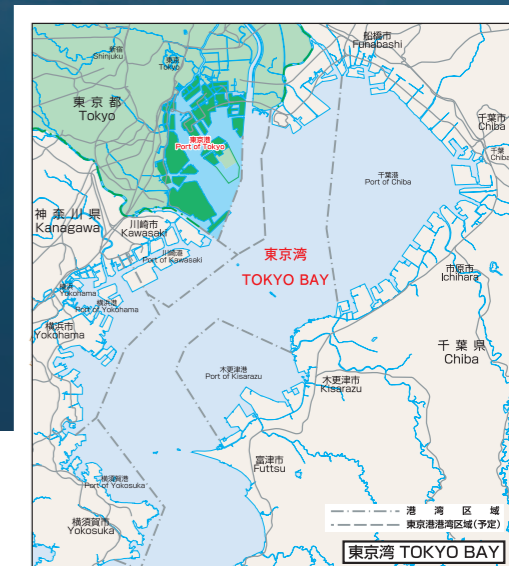 船橋市
Funabashi
新宿
Shinjuku
東京
Tokyo
東京都
Tokyo
千葉市
Chiba
東京港
Port of Tokyo
千葉
Chiba
千葉港
Port of Chiba
神奈川県
Kanagawa
川崎市
Kawasaki
川崎港
Port of Kawasaki
東京湾
TOKYO BAY
市原市
Ichihara
横浜
Yokohama
横浜港
Port of Yokohama
横浜市
Yokohama
千葉県
Chiba
木更津港
Port of Kisarazu
木更津市
Kisarazu
富津市
Futtsu
横須賀港
Port of Yokosuka
横須賀市
Yokosuka
港湾区域
東京港港湾区域(予定)
東京湾 TOKYO BAY